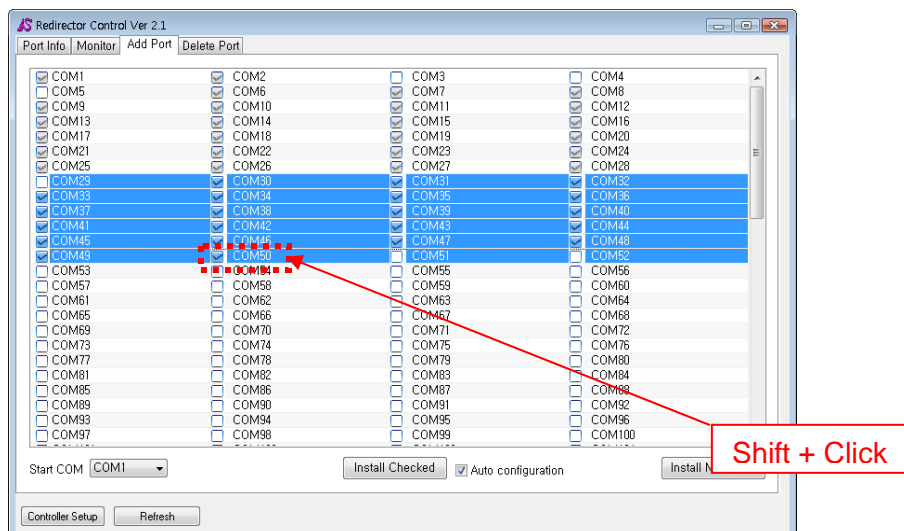 Redirector Control Ver 2.1
Port Info Monitor Add Port Delete Port
COM1 COM2 COM3 COM4
COM5 COM6 COM7 COM8
COM9 COM10 COM11 COM12
COM13 COM14 COM15 COM16
COM17 COM18 COM19 COM20
COM21 COM22 COM23 COM24
COM25 COM26 COM27 COM28
COM29 COM30 COM31 COM32
COM33 COM34 COM35 COM36
COM37 COM38 COM39 COM40
COM41 COM42 COM43 COM44
COM45 COM46 COM47 COM48
COM49 COM50 COM51 COM52
COM53 COM54 COM55 COM56
COM57 COM58 COM59 COM60
COM61 COM62 COM63 COM64
COM65 COM66 COM67 COM68
COM69 COM70 COM71 COM72
COM73 COM74 COM75 COM76
COM77 COM78 COM79 COM80
COM81 COM82 COM83 COM84
COM85 COM86 COM87 COM88
COM89 COM90 COM91 COM92
COM93 COM94 COM95 COM96
COM97 COM98 COM99 COM100
Shift + Click
Start COM COM1 Install Checked Auto configuration Install
Controller Setup Refresh